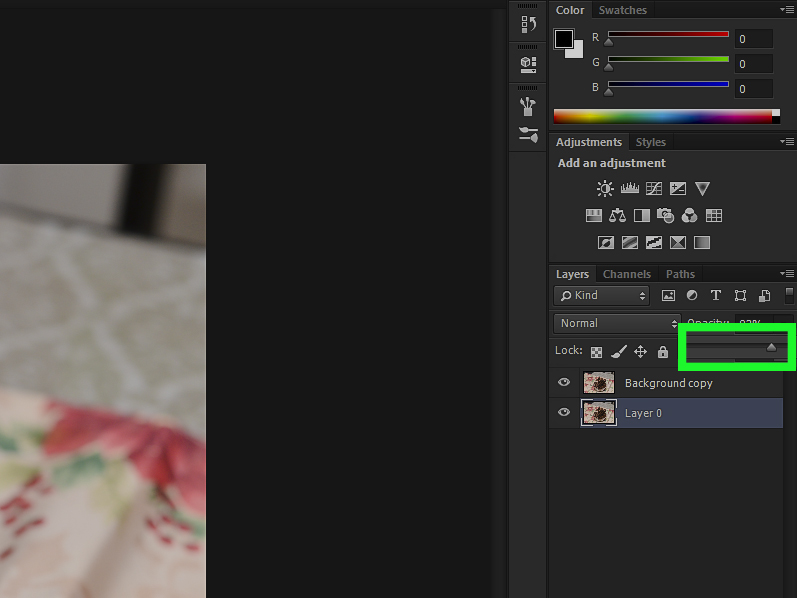 Color Swatches
R 0
G 0
B 0
Adjustments Styles
Add an adjustment
Layers Channels Paths
Kind
Normal Opacity:
Lock:
Background copy
Layer 0